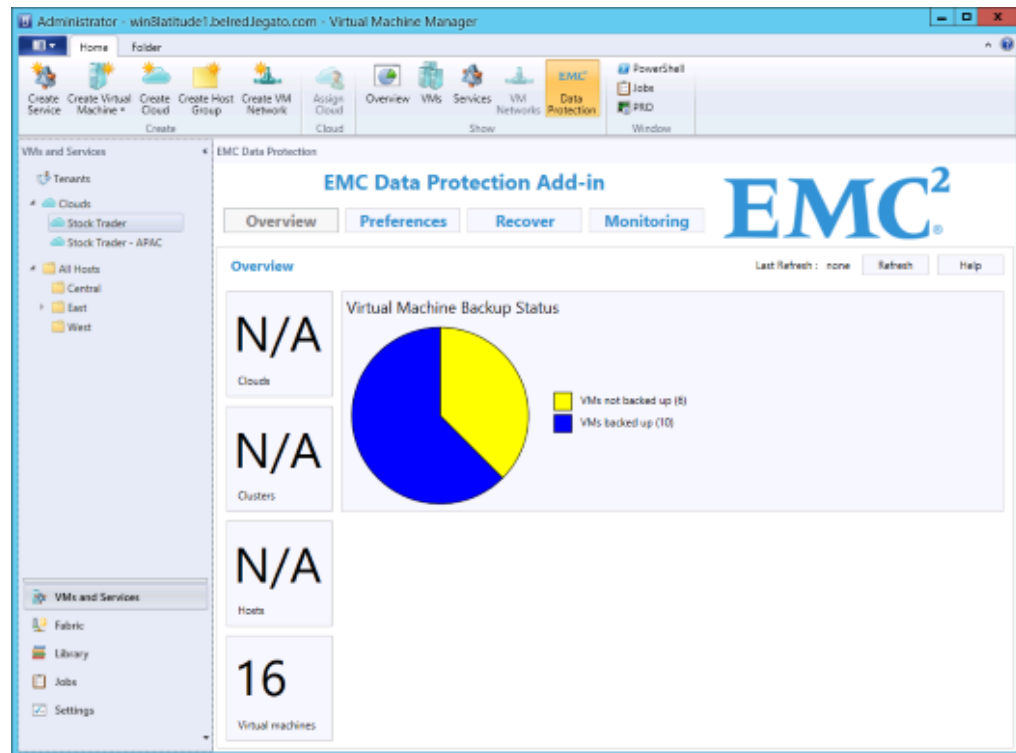 Administrator - win8latitude1.belred.legato.com - Virtual Machine Manager
Home Folder
Create Service
Create Virtual Machine
Create Cloud
Create Host Group
Create VM Network
Assign Cloud
Overview
VMs
Services
VM Networks
EMC² Data Protection
PowerShell
Jobs
PRO
Create
Cloud
Show
Window
VMs and Services
Tenants
Clouds
Stock Trader
Stock Trader - APAC
All Hosts
Central
East
West
VMs and Services
Fabric
Library
Jobs
Settings
EMC Data Protection
EMC Data Protection Add-in
EMC²®
Overview Preferences Recover Monitoring
Overview
Last Refresh : none Refresh Help
N/A
Clouds
N/A
Clusters
N/A
Hosts
16
Virtual machines
Virtual Machine Backup Status
VMs not backed up (6)
VMs backed up (10)